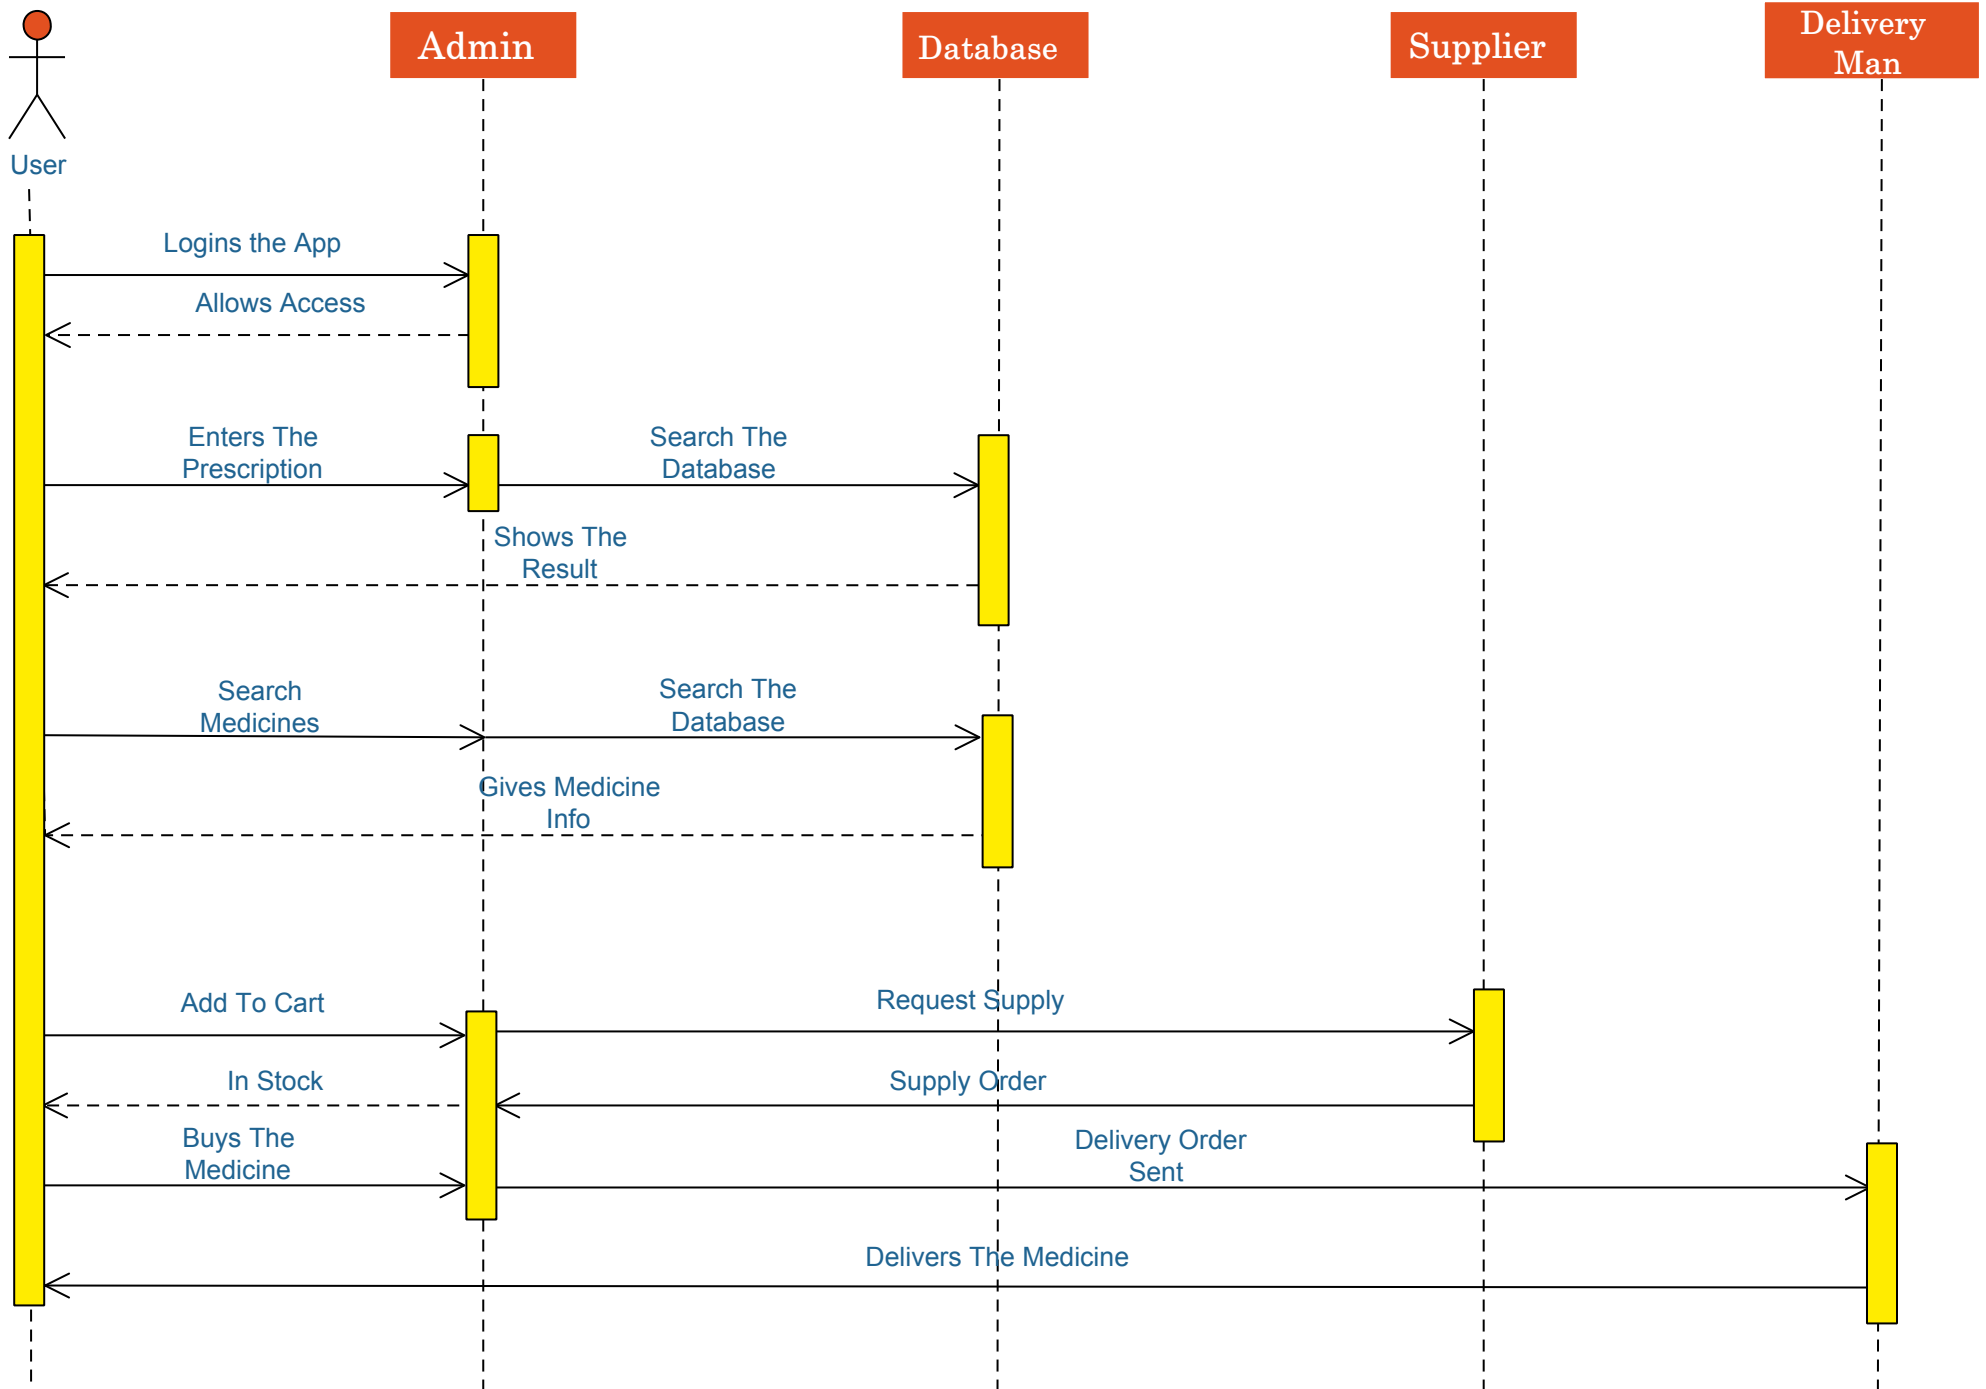 Admin
Database
Supplier
Delivery
Man
User
Logins the App
Allows Access
Enters The
Prescription
Search The
Database
Shows The
Result
Search
Medicines
Search The
Database
Gives Medicine
Info
Add To Cart
Request Supply
In Stock
Supply Order
Buys The
Medicine
Delivery Order
Sent
Delivers The Medicine